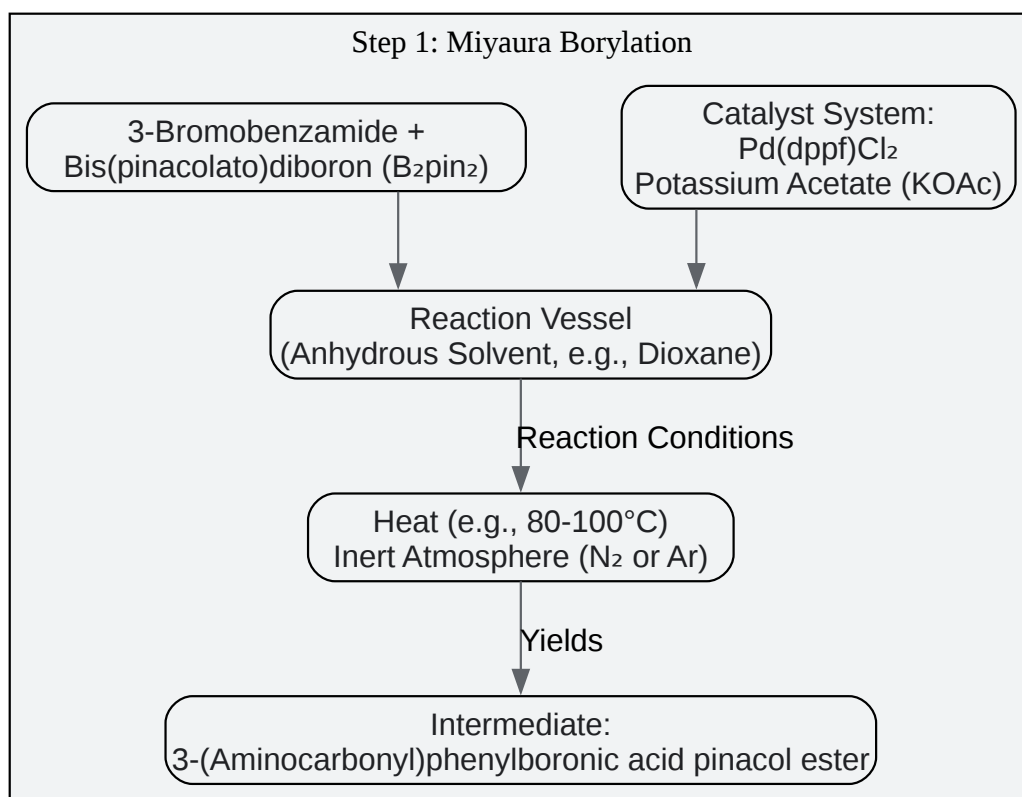 Step 1: Miyaura Borylation
3-Bromobenzamide +
Bis(pinacolato)diboron (B₂pin₂)
Catalyst System:
Pd(dppf)Cl₂
Potassium Acetate (KOAc)
Reaction Vessel
(Anhydrous Solvent, e.g., Dioxane)
Reaction Conditions
Heat (e.g., 80-100°C)
Inert Atmosphere (N₂ or Ar)
Yields
Intermediate:
3-(Aminocarbonyl)phenylboronic acid pinacol ester